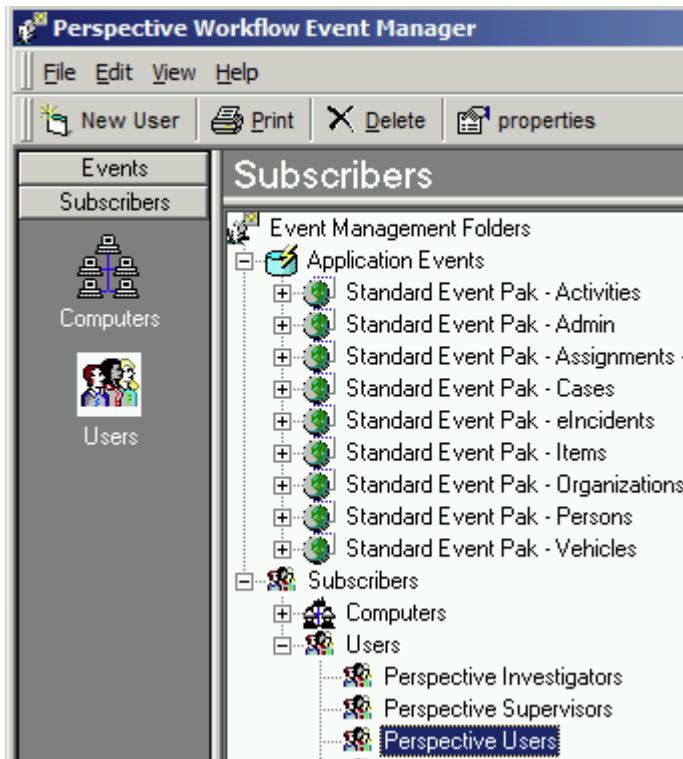 Perspective Workflow Event Manager
File Edit View Help
New User Print Delete properties
Events
Subscribers
Computers
Users
Subscribers
Event Management Folders
Application Events
Standard Event Pak - Activities
Standard Event Pak - Admin
Standard Event Pak - Assignments -
Standard Event Pak - Cases
Standard Event Pak - eIncidents
Standard Event Pak - Items
Standard Event Pak - Organizations
Standard Event Pak - Persons
Standard Event Pak - Vehicles
Subscribers
Computers
Users
Perspective Investigators
Perspective Supervisors
Perspective Users